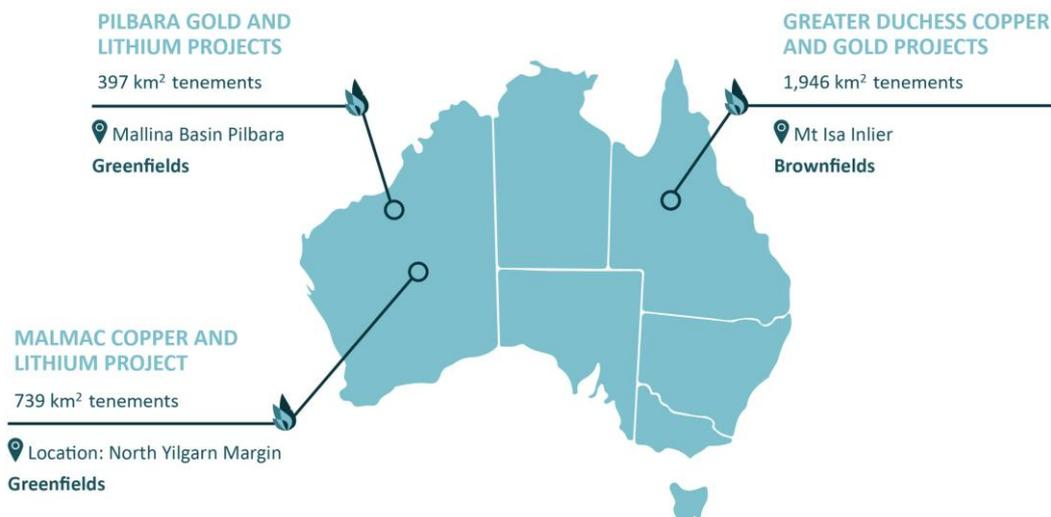 PILBARA GOLD AND
LITHIUM PROJECTS
397 km² tenements
Mallina Basin Pilbara
Greenfields
GREATER DUCHESS COPPER
AND GOLD PROJECTS
1,946 km² tenements
Mt Isa Inlier
Brownfields
MALMAC COPPER AND
LITHIUM PROJECT
739 km² tenements
Location: North Yilgarn Margin
Greenfields